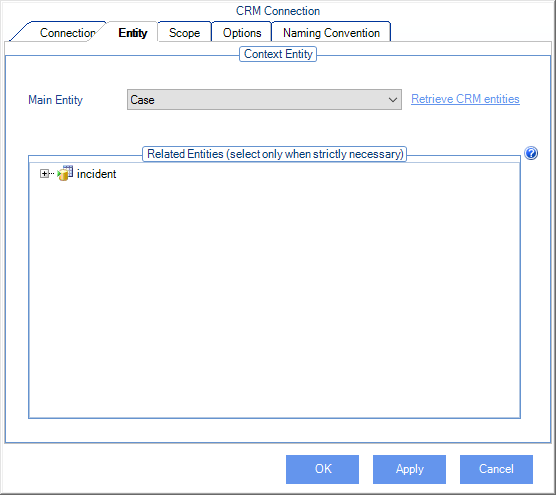 CRM Connection
Connection Entity Scope Options Naming Convention
Context Entity
Main Entity Case Retrieve CRM entities
Related Entities (select only when strictly necessary) ?
incident
OK Apply Cancel